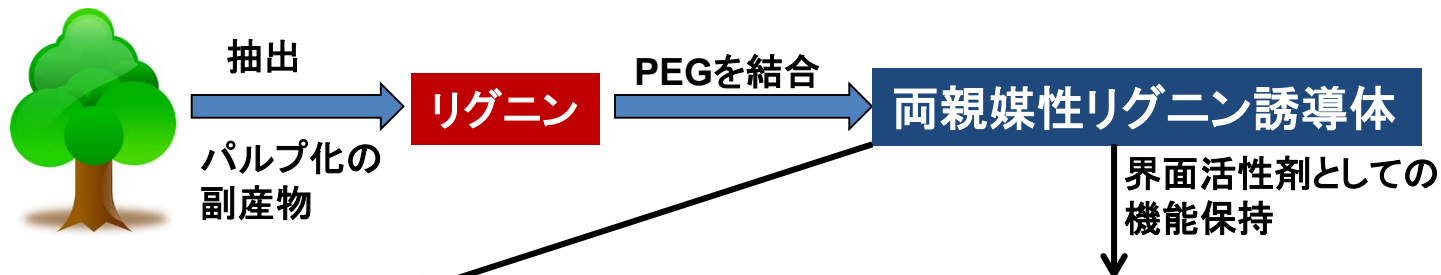 抽出
パルプ化の
副産物
リグニン
PEGを結合
両親媒性リグニン誘導体
界面活性剤としての
機能保持